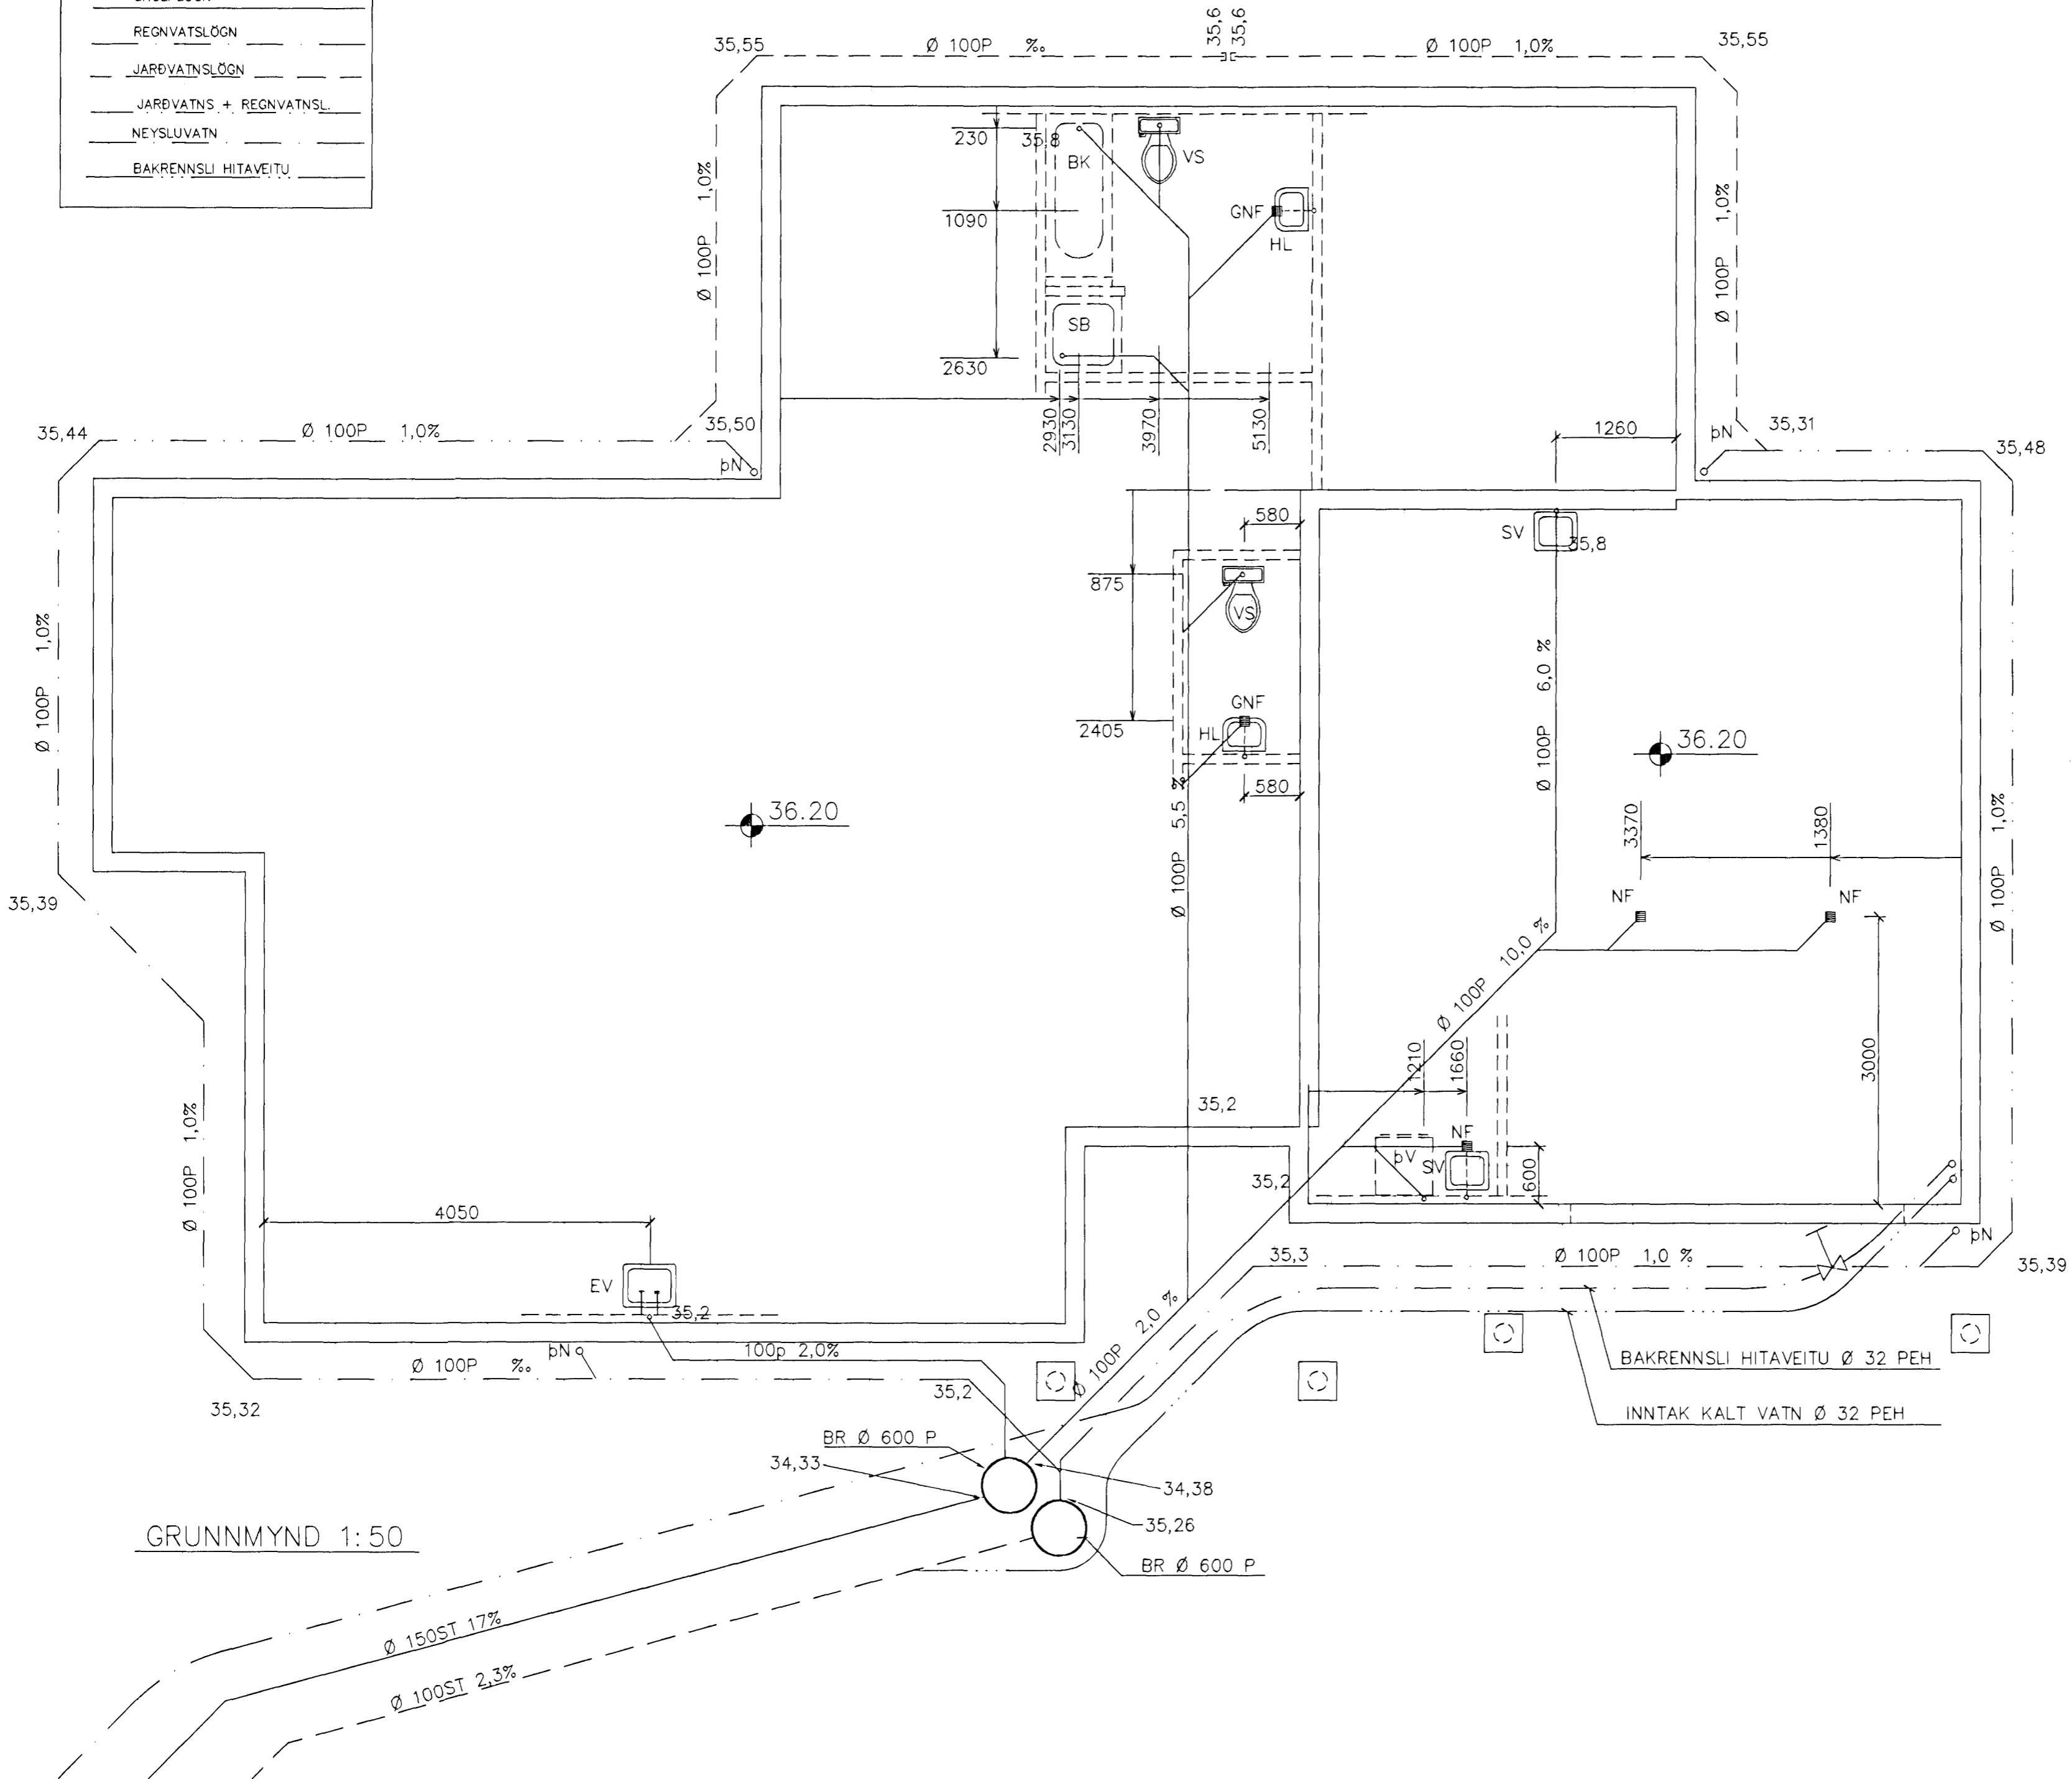 REGNVATSLÖGN
JARÐVATNSLÖGN
JARÐVATNS + REGNVATNSL.
NEYSLUVATN
BAKRENNSLI HITAVEITU
35,55
Ø 100P ‰
35,6
35,6
Ø 100P 1,0%
35,55
230
35,8
BK
VS
1090
GNF
HL
Ø 100P 1,0%
Ø 100P 1,0%
SB
2630
2930
3130
3970
5130
35,44
Ø 100P 1,0%
35,50
þN
1260
þN
35,31
35,48
580
SV
35,8
875
VS
Ø 100P 1,0%
Ø 100P 6,0 %
GNF
2405
HL
580
36.20
36.20
Ø 100P 5,5 %
3370
1380
Ø 100P 1,0%
NF
NF
35,39
Ø 100P 10,0 %
3000
1210
1660
35,2
Ø 100P 1,0%
NF
þV
SV
600
35,2
4050
þN
35,3
Ø 100P 1,0 %
35,39
EV
35,2
þN
100p 2,0%
Ø 100P ‰
Ø 100P 2,0 %
35,2
35,32
BAKRENNSLI HITAVEITU Ø 32 PEH
INNTAK KALT VATN Ø 32 PEH
BR Ø 600 P
34,33
34,38
35,26
BR Ø 600 P
GRUNNMYND 1:50
Ø 150ST 17%
Ø 100ST 2,3%